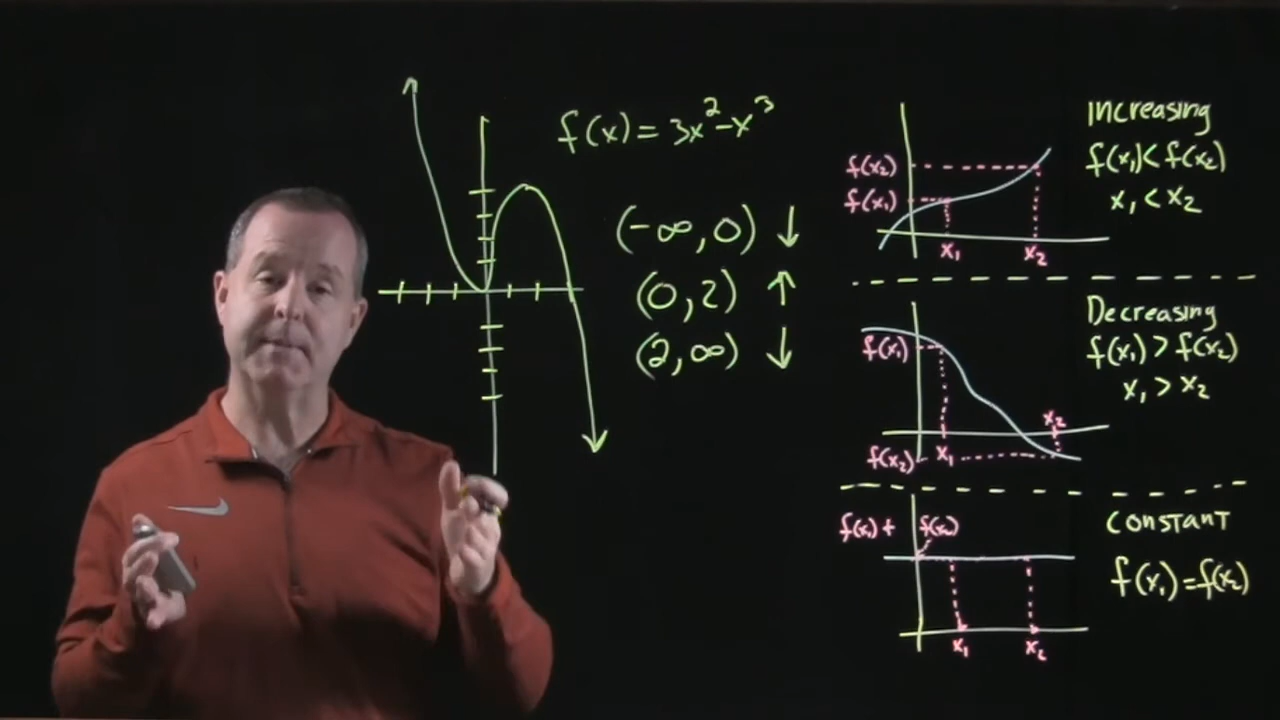 f(x) = 3x² - x³
(-∞, 0) ↓
(0, 2) ↑
(2, ∞) ↓
Increasing
f(x₁) < f(x₂)
x₁ < x₂
f(x₂)
f(x₁)
x₁ x₂
Decreasing
f(x₁) > f(x₂)
x₁ > x₂
f(x₁)
x₂
f(x₂) x₁
CONSTANT
f(x₁) = f(x₂)
f(x₁) + f(x₂)
x₁ x₂